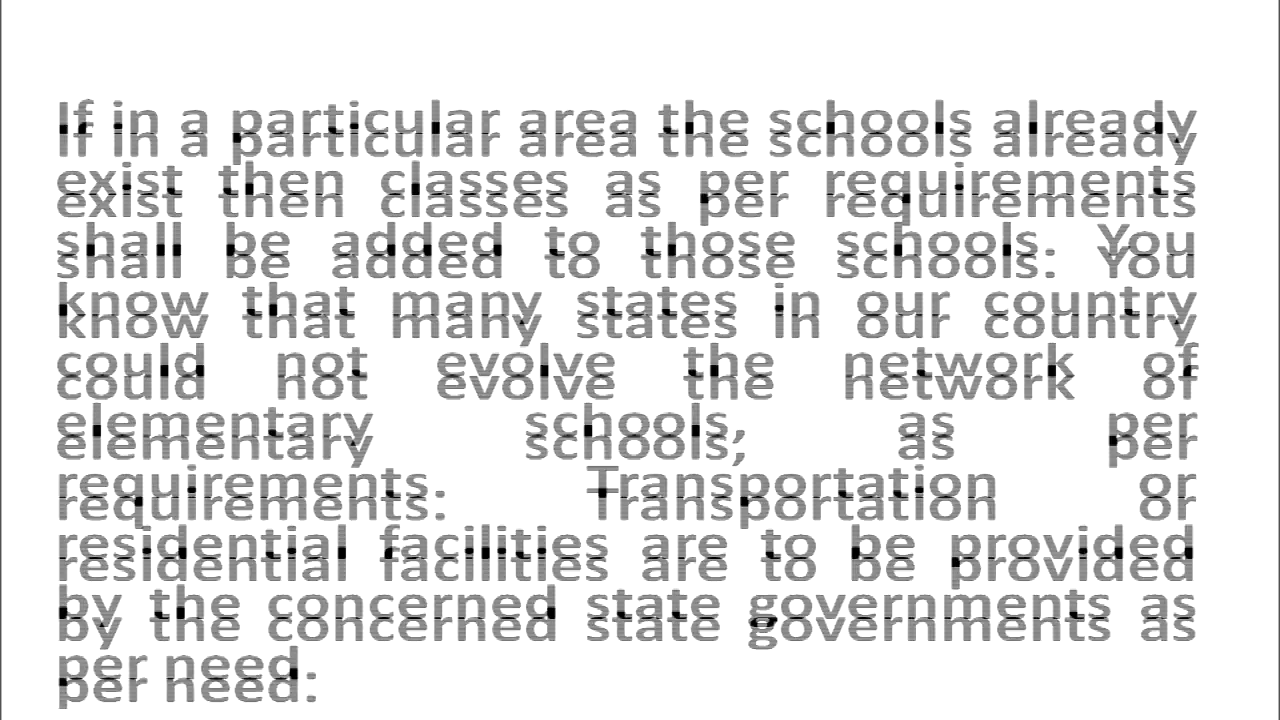 If in a particular area the schools already
exist then classes as per requirements
shall be added to those schools. You
know that many states in our country
could not evolve the network of
elementary schools, as per
requirements. Transportation or
residential facilities are to be provided
by the concerned state governments as
per need.